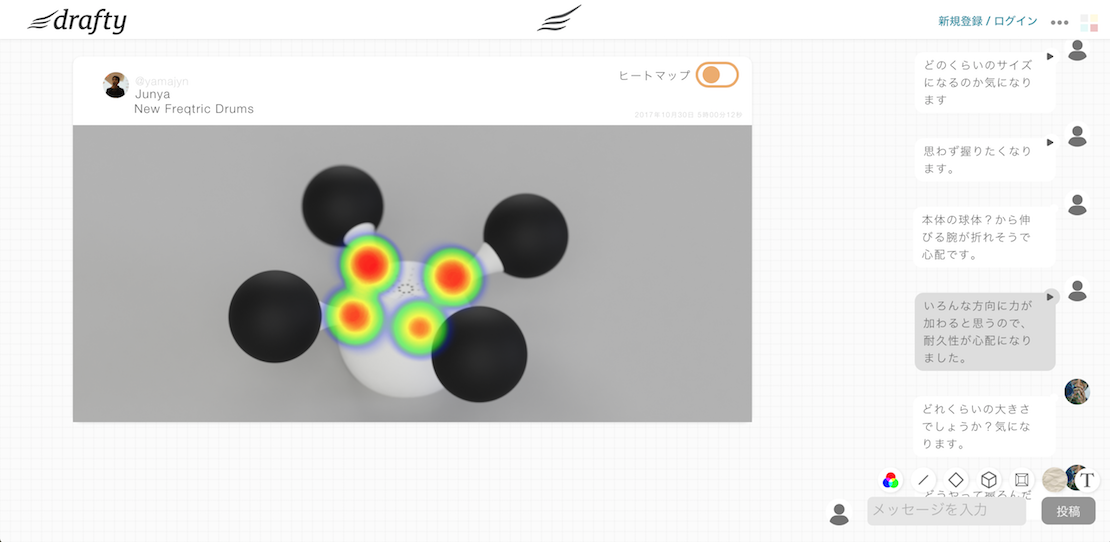 drafty
新規登録 / ログイン
@yamajyn
Junya
New Freqtric Drums
ヒートマップ
2017年10月30日 5時00分12秒
どのくらいのサイズ
になるのか気になり
ます
思わず握りたくなり
ます。
本体の球体？から伸
びる腕が折れそうで
心配です。
いろんな方向に力が
加わると思うので、
耐久性が心配になり
ました。
どれくらいの大きさ
でしょうか？気にな
ります。
T
メッセージを入力
投稿